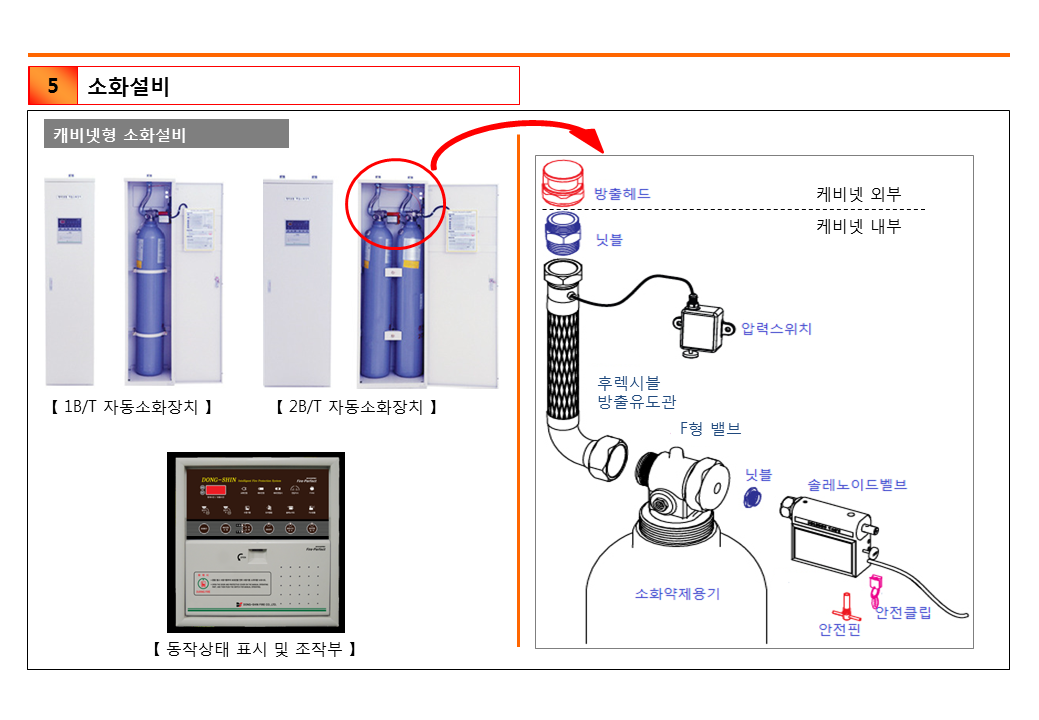 5 소화설비
캐비넷형 소화설비
【 1B/T 자동소화장치 】
【 2B/T 자동소화장치 】
DONG-SHIN
【 동작상태 표시 및 조작부 】
방출헤드
케비넷 외부
케비넷 내부
닛블
압력스위치
후렉시블
방출유도관
F형 밸브
닛블
솔레노이드벨브
소화약제용기
안전클립
안전핀